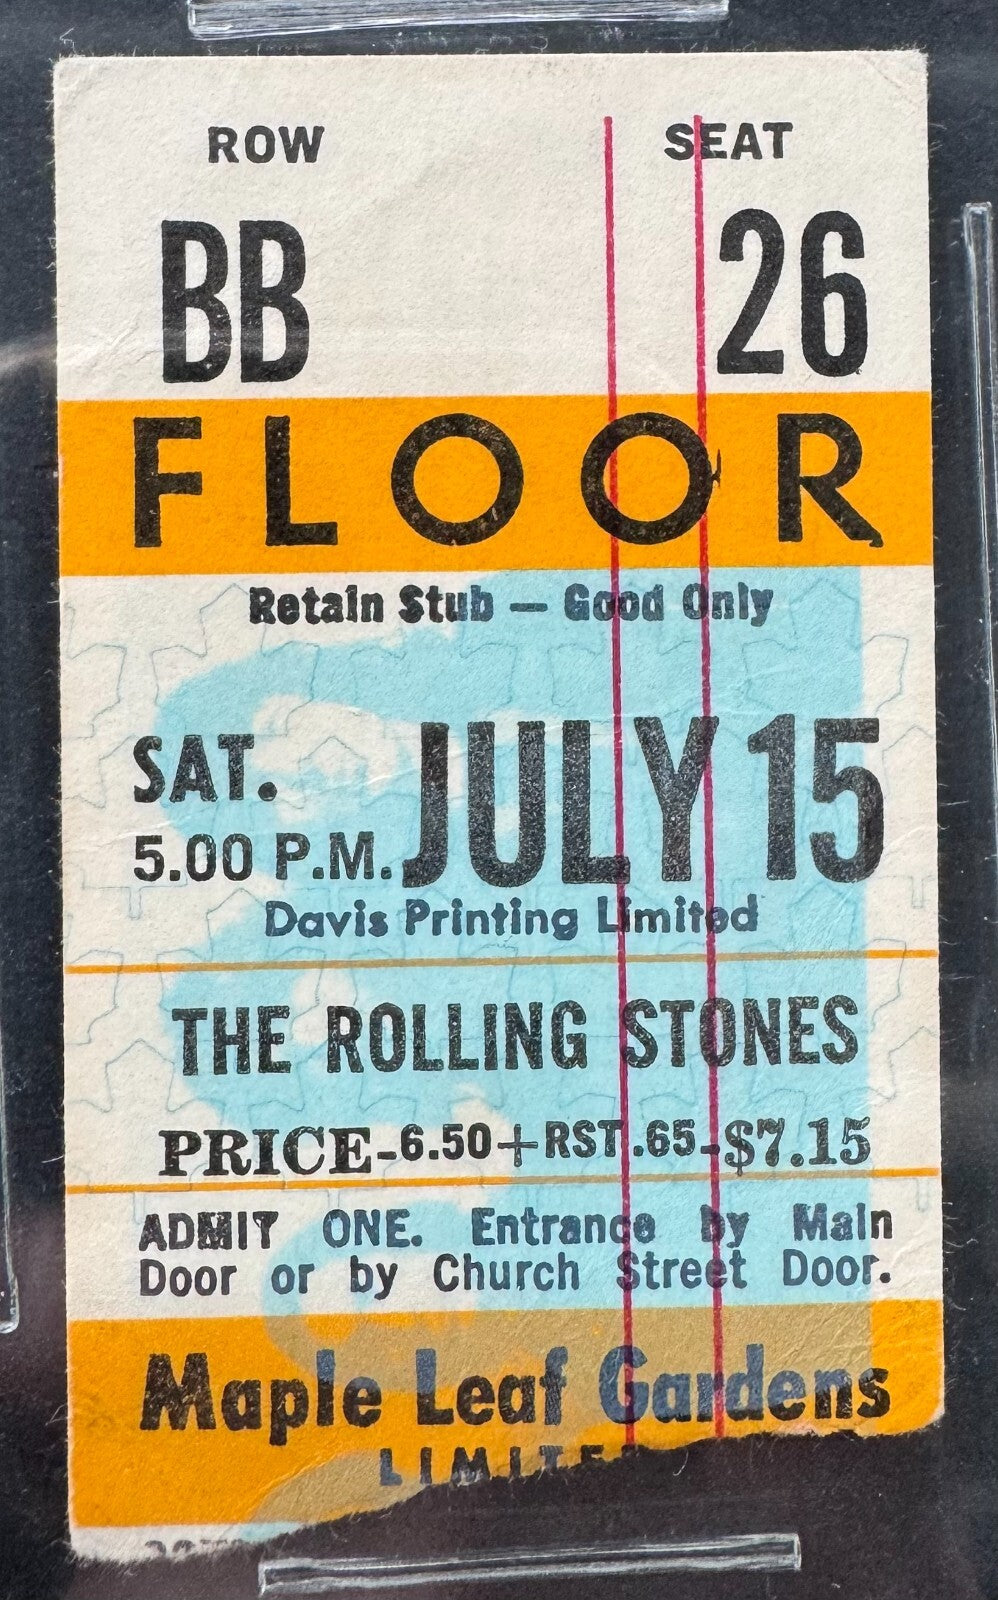 ROW SEAT
BB 26
FLOOR
Retain Stub — Good Only
SAT. JULY 15
5.00 P.M.
Davis Printing Limited
THE ROLLING STONES
PRICE-6.50+RST.65-$7.15
ADMIT ONE. Entrance by Main
Door or by Church Street Door.
Maple Leaf Gardens
LIMITE